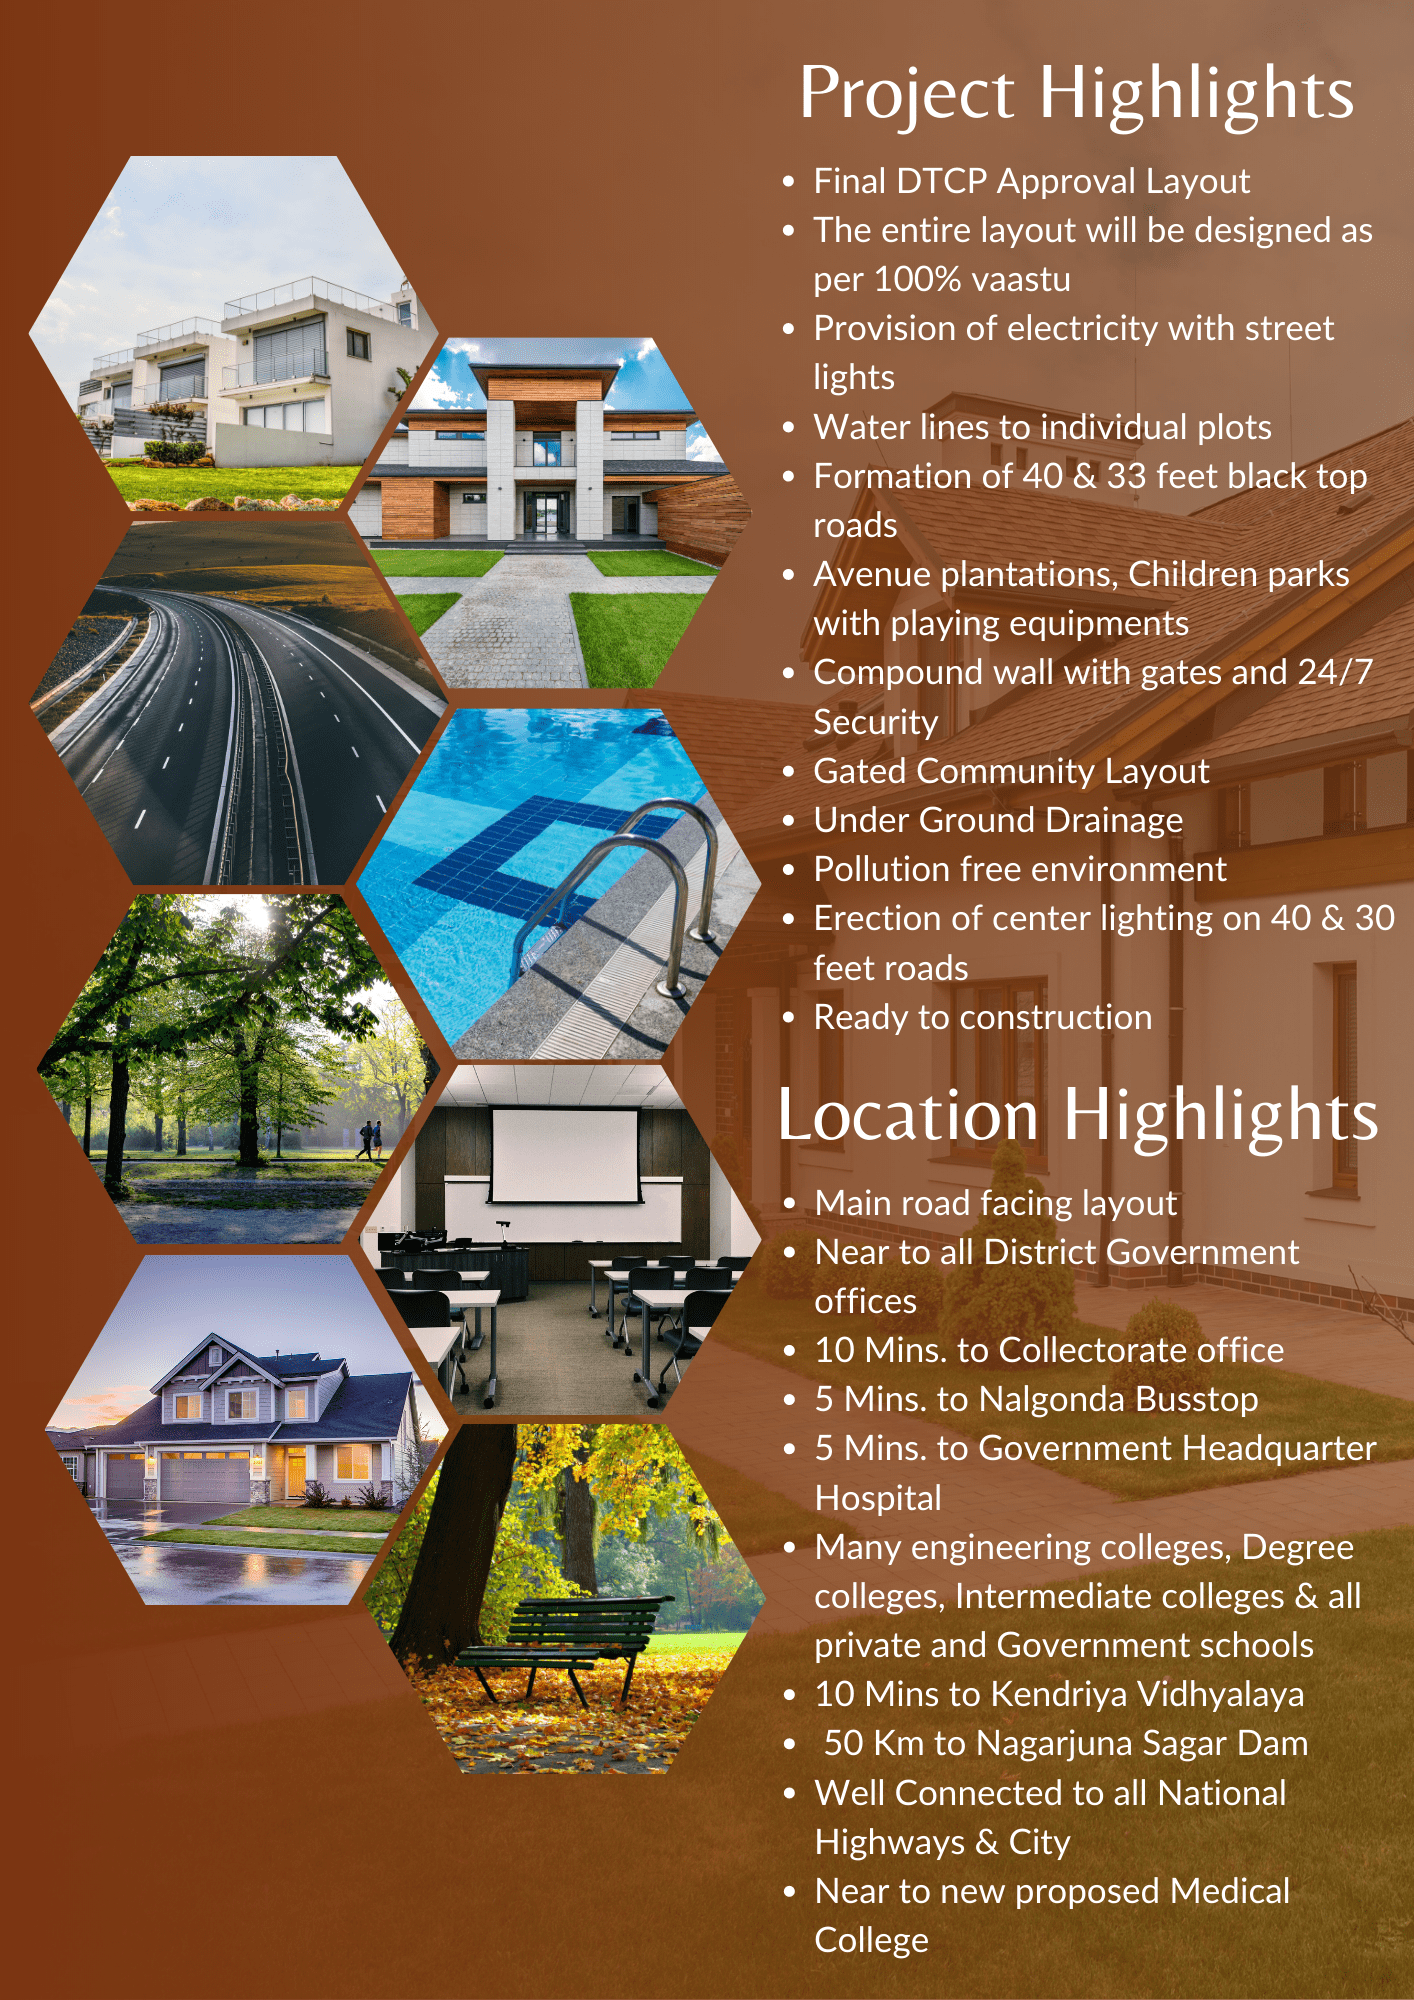 Project Highlights
• Final DTCP Approval Layout
• The entire layout will be designed as
per 100% vaastu
• Provision of electricity with street
lights
• Water lines to individual plots
• Formation of 40 & 33 feet black top
roads
• Avenue plantations, Children parks
with playing equipments
• Compound wall with gates and 24/7
Security
• Gated Community Layout
• Under Ground Drainage
• Pollution free environment
• Erection of center lighting on 40 & 30
feet roads
• Ready to construction
Location Highlights
• Main road facing layout
• Near to all District Government
offices
• 10 Mins. to Collectorate office
• 5 Mins. to Nalgonda Busstop
• 5 Mins. to Government Headquarter
Hospital
• Many engineering colleges, Degree
colleges, Intermediate colleges & all
private and Government schools
• 10 Mins to Kendriya Vidhyalaya
• 50 Km to Nagarjuna Sagar Dam
• Well Connected to all National
Highways & City
• Near to new proposed Medical
College